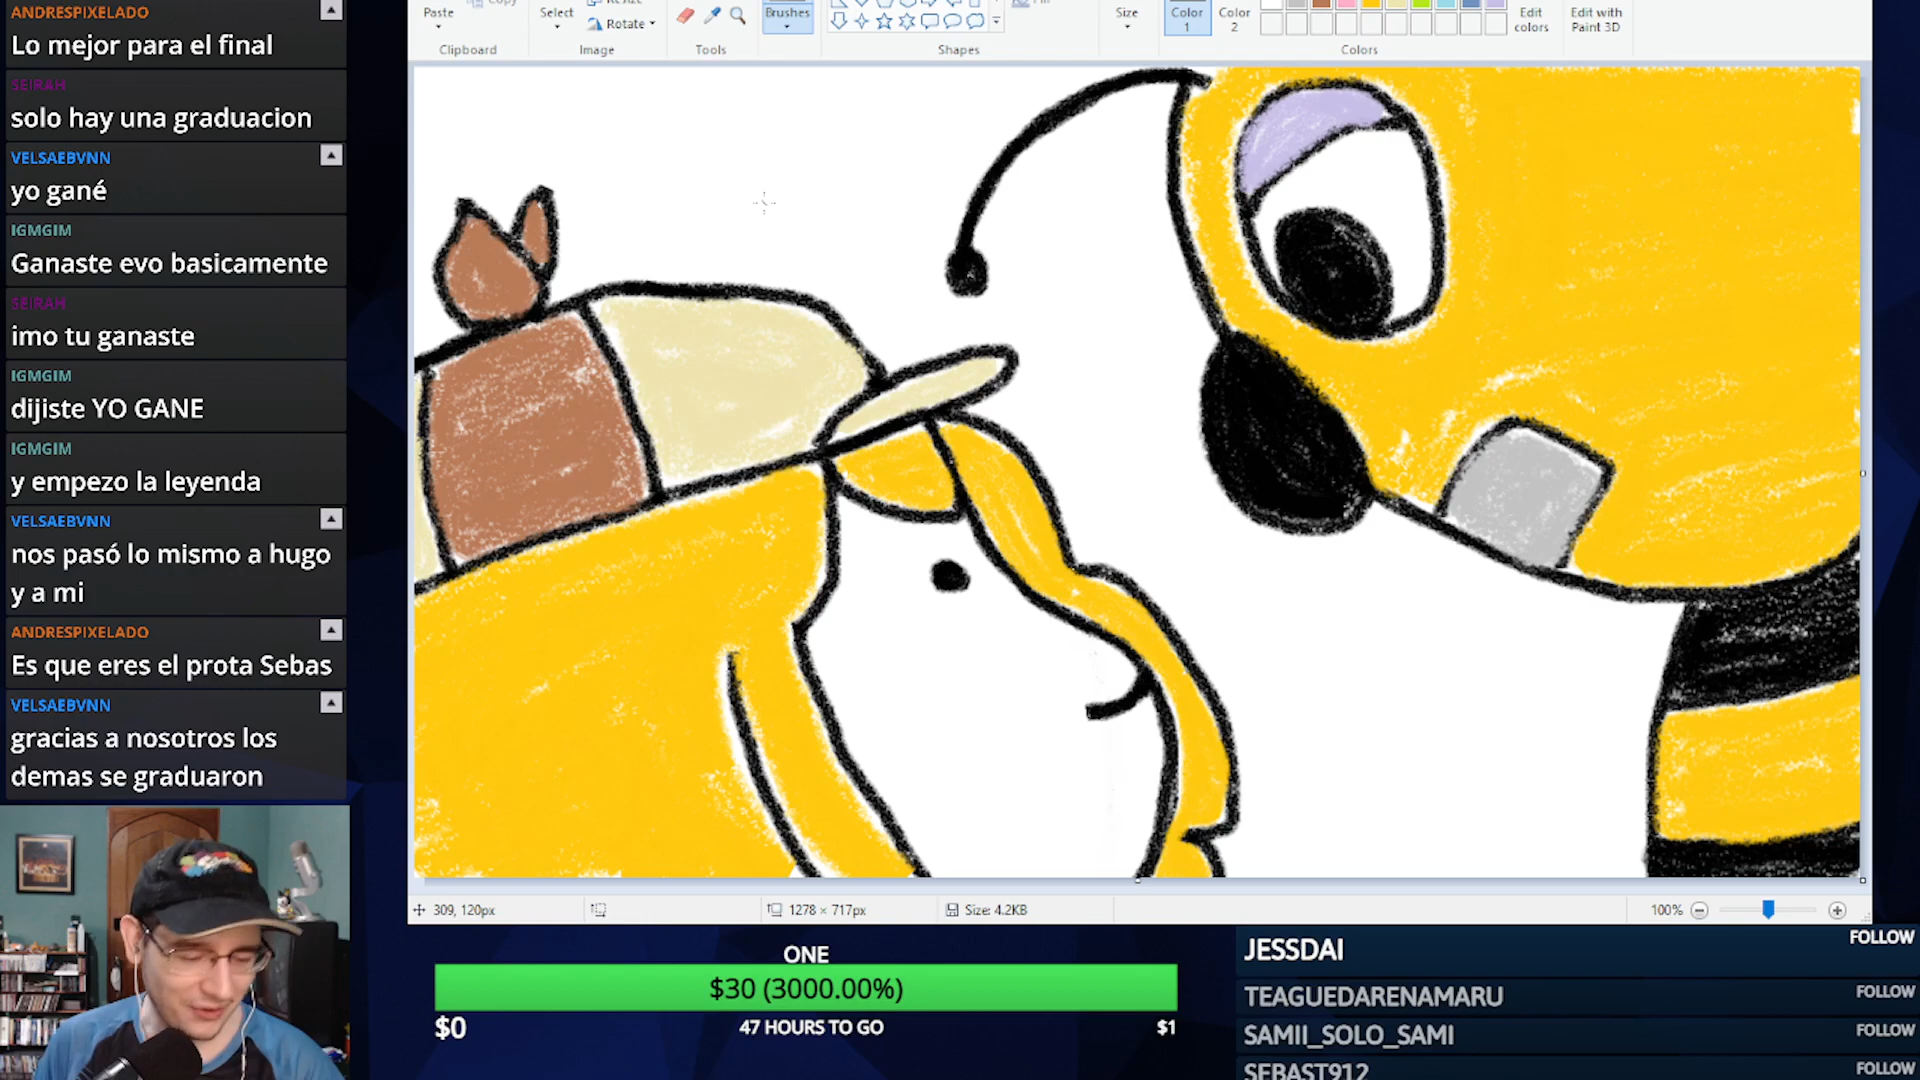 ANDRESPIXELADO
Lo mejor para el final
SEIRAH
solo hay una graduacion
VELSAEBVNN
yo gané
IGMGIM
Ganaste evo basicamente
SEIRAH
imo tu ganaste
IGMGIM
dijiste YO GANE
IGMGIM
y empezo la leyenda
VELSAEBVNN
nos pasó lo mismo a hugo
y a mi
ANDRESPIXELADO
Es que eres el prota Sebas
VELSAEBVNN
gracias a nosotros los
demas se graduaron
Paste
Copy
Select
Resize
Rotate
Brushes
Fill
Size
Color
1
Color
2
Edit
colors
Edit with
Paint 3D
Clipboard
Image
Tools
Shapes
Colors
309, 120px
1278 × 717px
Size: 4.2KB
100%
ONE
$30 (3000.00%)
$0
47 HOURS TO GO
$1
JESSDAI
FOLLOW
TEAGUEDARENAMARU
FOLLOW
SAMII_SOLO_SAMI
FOLLOW
SEBAST912
FOLLOW